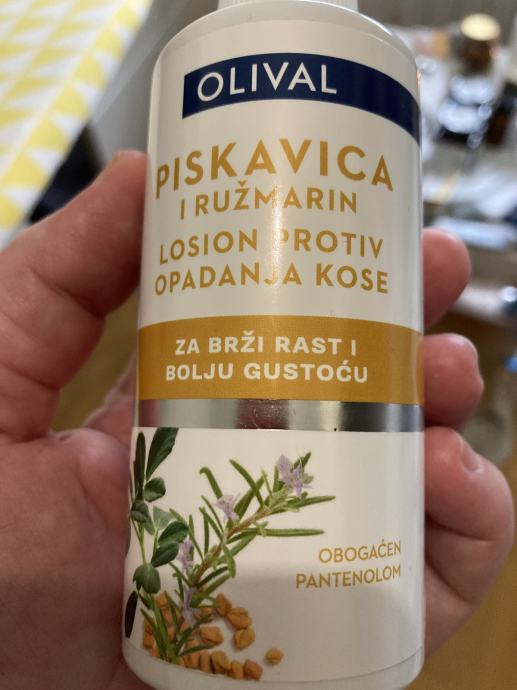 OLIVAL
PISKAVICA
I RUŽMARIN
LOSION PROTIV
OPADANJA KOSE
ZA BRŽI RAST I
BOLJU GUSTOĆU
OBOGAĆEN
PANTENOLOM